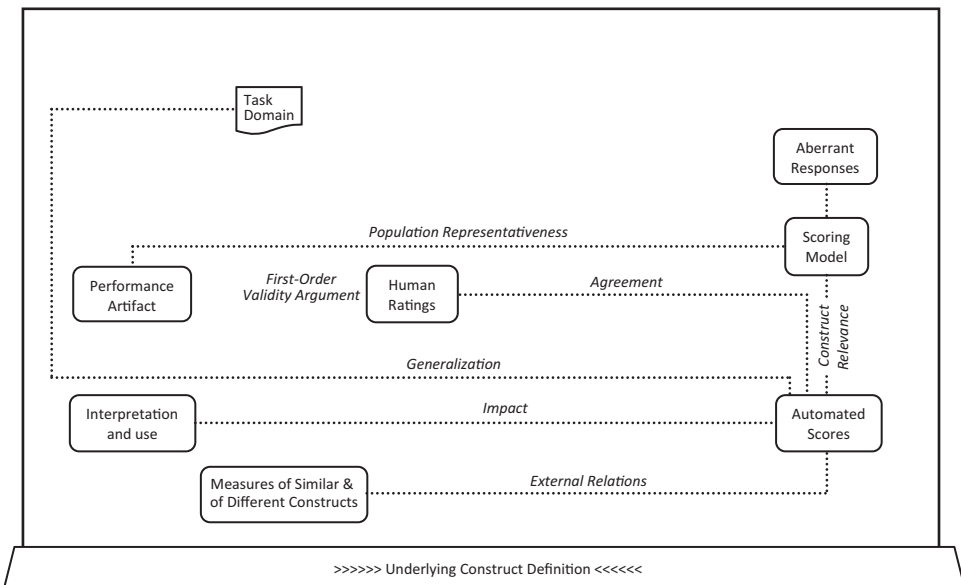 Task
Domain
Aberrant
Responses
Population Representativeness
Scoring
Model
Performance
Artifact
First-Order
Validity Argument
Human
Ratings
Agreement
Construct
Relevance
Generalization
Interpretation
and use
Impact
Automated
Scores
Measures of Similar &
of Different Constructs
External Relations
>>>>>> Underlying Construct Definition <<<<<<